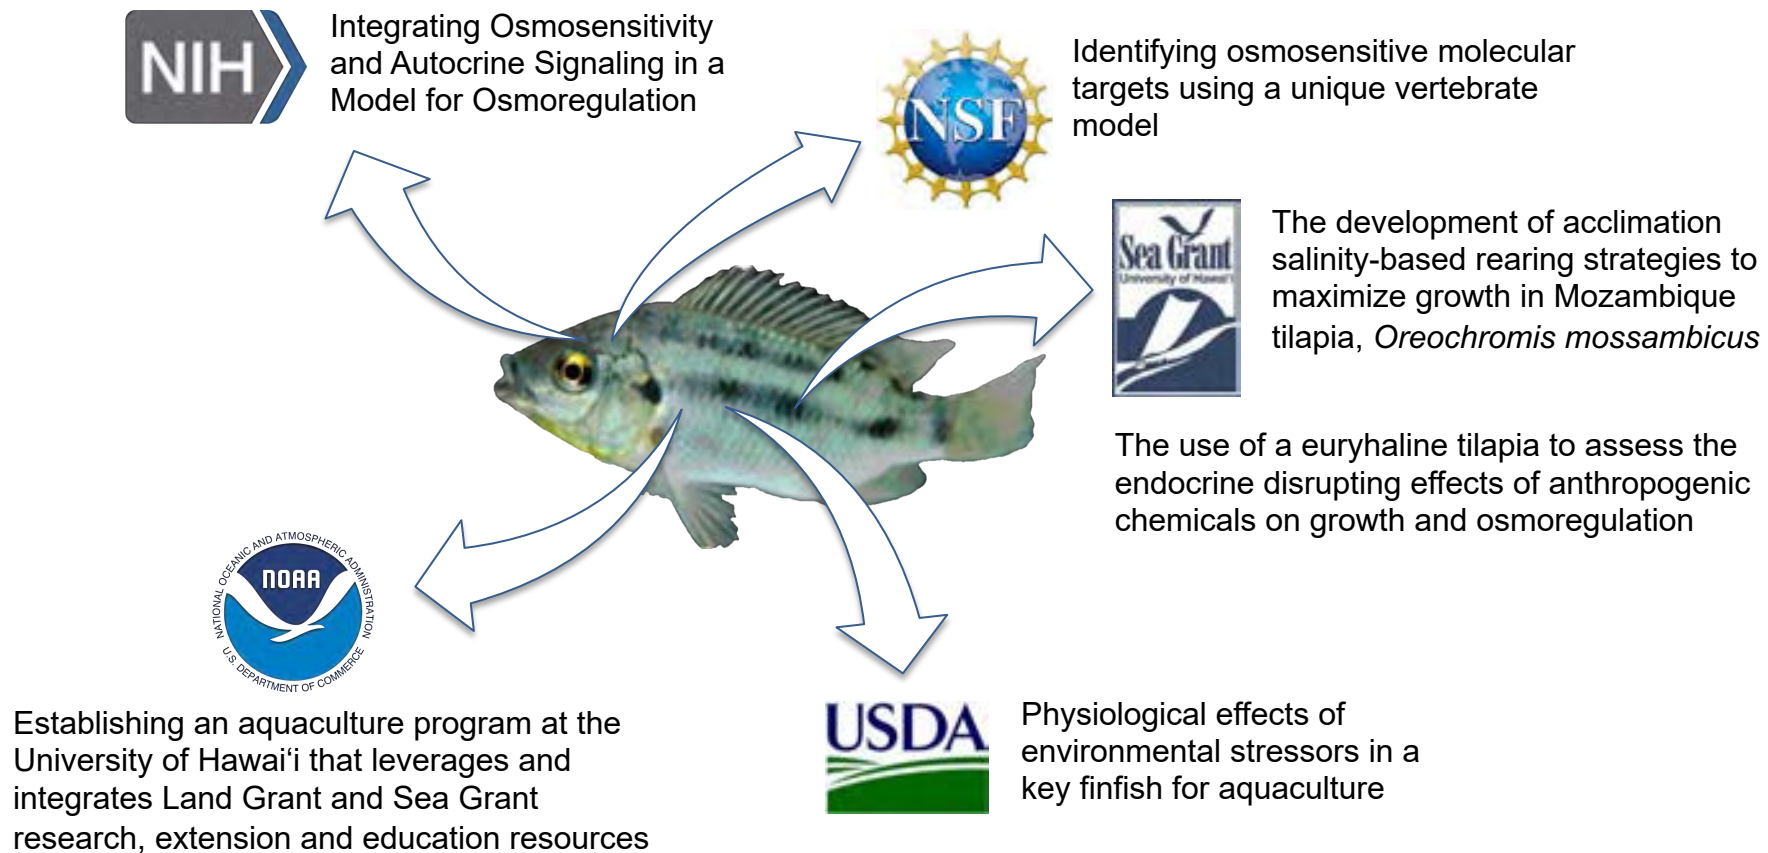 NIH
Integrating Osmosensitivity
and Autocrine Signaling in a
Model for Osmoregulation
NSF
Identifying osmosensitive molecular
targets using a unique vertebrate
model
Sea Grant
University of Hawai'i
The development of acclimation
salinity-based rearing strategies to
maximize growth in Mozambique
tilapia, Oreochromis mossambicus
The use of a euryhaline tilapia to assess the
endocrine disrupting effects of anthropogenic
chemicals on growth and osmoregulation
NATIONAL OCEANIC AND ATMOSPHERIC ADMINISTRATION
NOAA
U.S. DEPARTMENT OF COMMERCE
Establishing an aquaculture program at the
University of Hawaiʻi that leverages and
integrates Land Grant and Sea Grant
research, extension and education resources
USDA
Physiological effects of
environmental stressors in a
key finfish for aquaculture